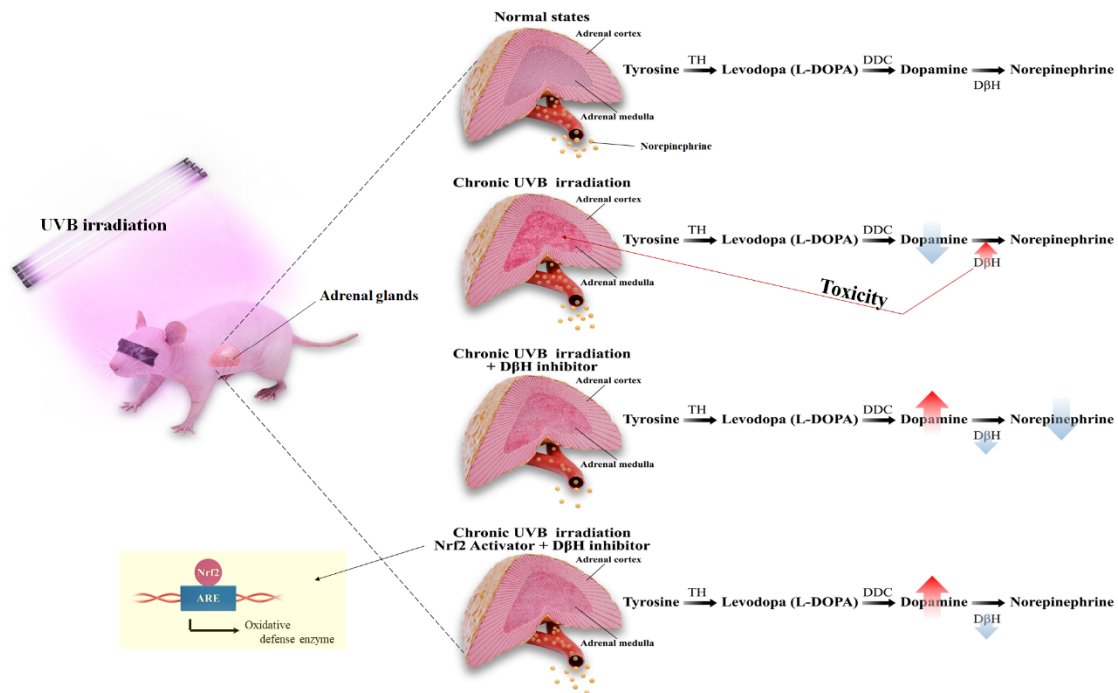 Normal states
Adrenal cortex
Tyrosine TH Levodopa (L-DOPA) DDC Dopamine DβH Norepinephrine
Adrenal medulla
Norepinephrine
UVB irradiation
Adrenal glands
Chronic UVB irradiation
Adrenal cortex
Tyrosine TH Levodopa (L-DOPA) DDC Dopamine DβH Norepinephrine
Adrenal medulla
Toxicity
Chronic UVB irradiation
+ DβH inhibitor
Adrenal cortex
Tyrosine TH Levodopa (L-DOPA) DDC Dopamine DβH Norepinephrine
Adrenal medulla
Chronic UVB irradiation
Nrf2 Activator + DβH inhibitor
Adrenal cortex
Tyrosine TH Levodopa (L-DOPA) DDC Dopamine DβH Norepinephrine
Adrenal medulla
Nrf2
ARE
Oxidative
defense enzyme